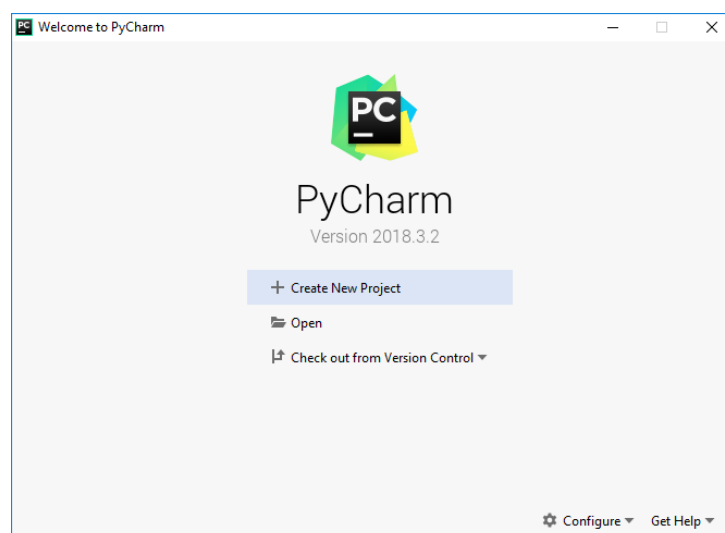 PC Welcome to PyCharm
PC
PyCharm
Version 2018.3.2
Create New Project
Open
Check out from Version Control
Configure Get Help